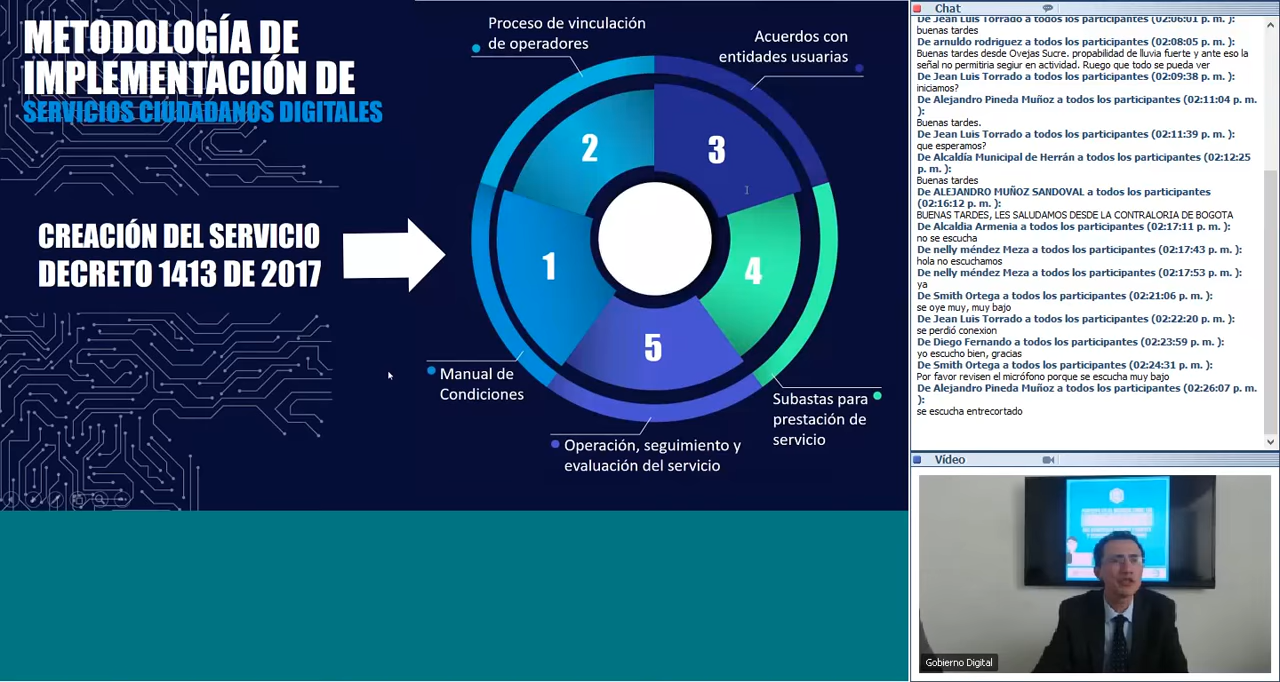 METODOLOGÍA DE
IMPLEMENTACIÓN DE
SERVICIOS CIUDADANOS DIGITALES
CREACIÓN DEL SERVICIO
DECRETO 1413 DE 2017
Proceso de vinculación
de operadores
Acuerdos con
entidades usuarias
2
3
1
4
5
Manual de
Condiciones
Subastas para
prestación de
servicio
Operación, seguimiento y
evaluación del servicio
Chat
De Jean Luis Torrado a todos los participantes (02:06:01 p. m.):
buenas tardes
De arnuldo rodriguez a todos los participantes (02:08:05 p. m.):
Buenas tardes desde Ovejas Sucre. propabilidad de lluvia fuerte y ante eso la
señal no permitiria segiur en actividad. Ruego que todo se pueda ver
De Jean Luis Torrado a todos los participantes (02:09:38 p. m.):
iniciamos?
De Alejandro Pineda Muñoz a todos los participantes (02:11:04 p. m.
):
Buenas tardes.
De Jean Luis Torrado a todos los participantes (02:11:39 p. m.):
que esperamos?
De Alcaldía Municipal de Herrán a todos los participantes (02:12:25
p. m.):
Buenas tardes
De ALEJANDRO MUÑOZ SANDOVAL a todos los participantes
(02:16:12 p. m.):
BUENAS TARDES, LES SALUDAMOS DESDE LA CONTRALORIA DE BOGOTA
De Alcaldia Armenia a todos los participantes (02:17:11 p. m.):
no se escucha
De nelly méndez Meza a todos los participantes (02:17:43 p. m.):
hola no escuchamos
De nelly méndez Meza a todos los participantes (02:17:53 p. m.):
ya
De Smith Ortega a todos los participantes (02:21:06 p. m.):
se oye muy, muy bajo
De Jean Luis Torrado a todos los participantes (02:22:20 p. m.):
se perdió conexion
De Diego Fernando a todos los participantes (02:23:59 p. m.):
yo escucho bien, gracias
De Smith Ortega a todos los participantes (02:24:31 p. m.):
Por favor revisen el micrófono porque se escucha muy bajo
De Alejandro Pineda Muñoz a todos los participantes (02:26:07 p. m.
):
se escucha entrecortado
Vídeo
Gobierno Digital